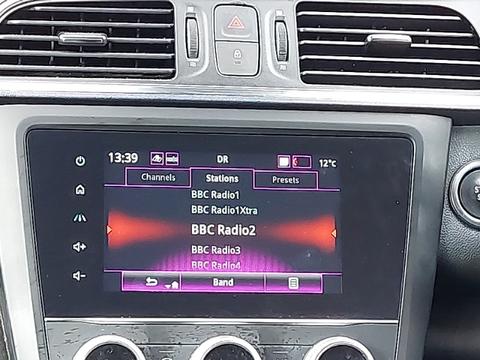 13:39 DR 12°c
Channels Stations Presets
BBC Radio1
BBC Radio1Xtra
BBC Radio2
BBC Radio3
BBC Radio4
Band